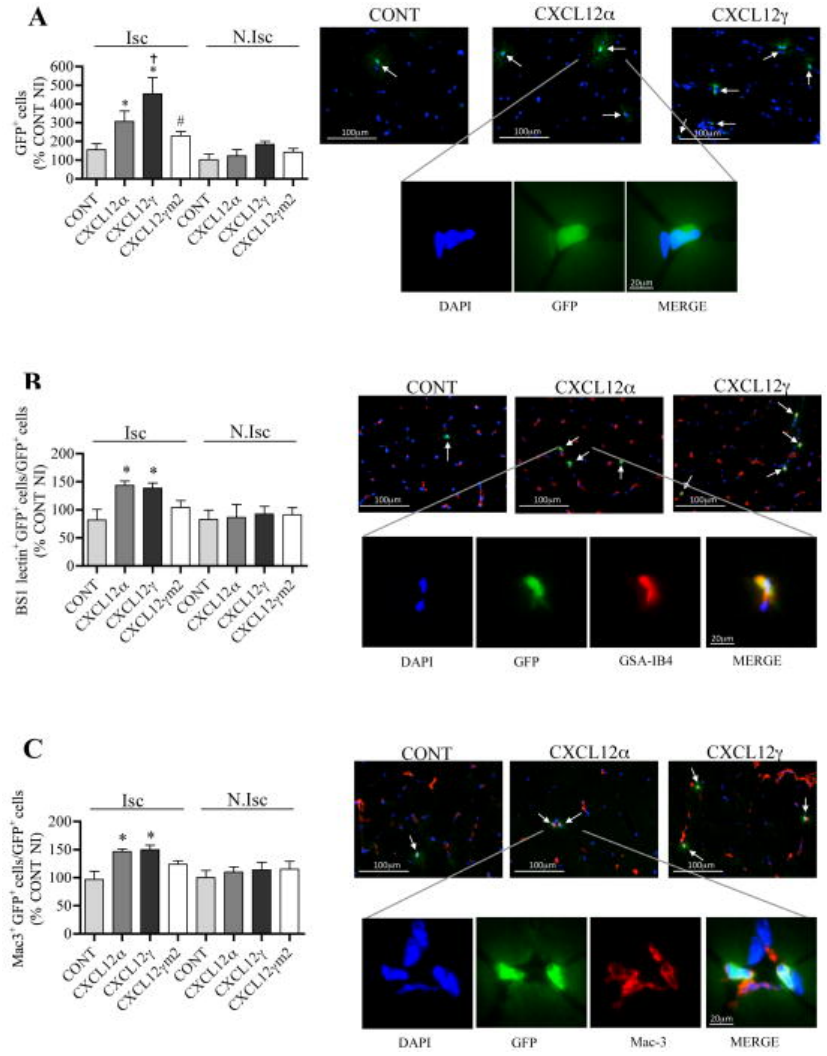 A
Isc N.Isc
GFP+ cells
(% CONT NI)
600
500
400
300
200
100
0
*
*
†
#
CONT
CXCL12α
CXCL12γ
CXCL12γm2
CONT
CXCL12α
CXCL12γ
CXCL12γm2
CONT CXCL12α CXCL12γ
100μm 100μm 100μm
20μm
DAPI GFP MERGE
B
Isc N.Isc
BS1 lectin+ GFP+ cells/GFP+ cells
(% CONT NI)
200
150
100
50
0
* *
CONT
CXCL12α
CXCL12γ
CXCL12γm2
CONT
CXCL12α
CXCL12γ
CXCL12γm2
CONT CXCL12α CXCL12γ
100μm 100μm 100μm
20μm
DAPI GFP GSA-IB4 MERGE
C
Isc N.Isc
Mac3+ GFP+ cells/GFP+ cells
(% CONT NI)
200
150
100
50
0
* *
CONT
CXCL12α
CXCL12γ
CXCL12γm2
CONT
CXCL12α
CXCL12γ
CXCL12γm2
CONT CXCL12α CXCL12γ
100μm 100μm 100μm
20μm
DAPI GFP Mac-3 MERGE